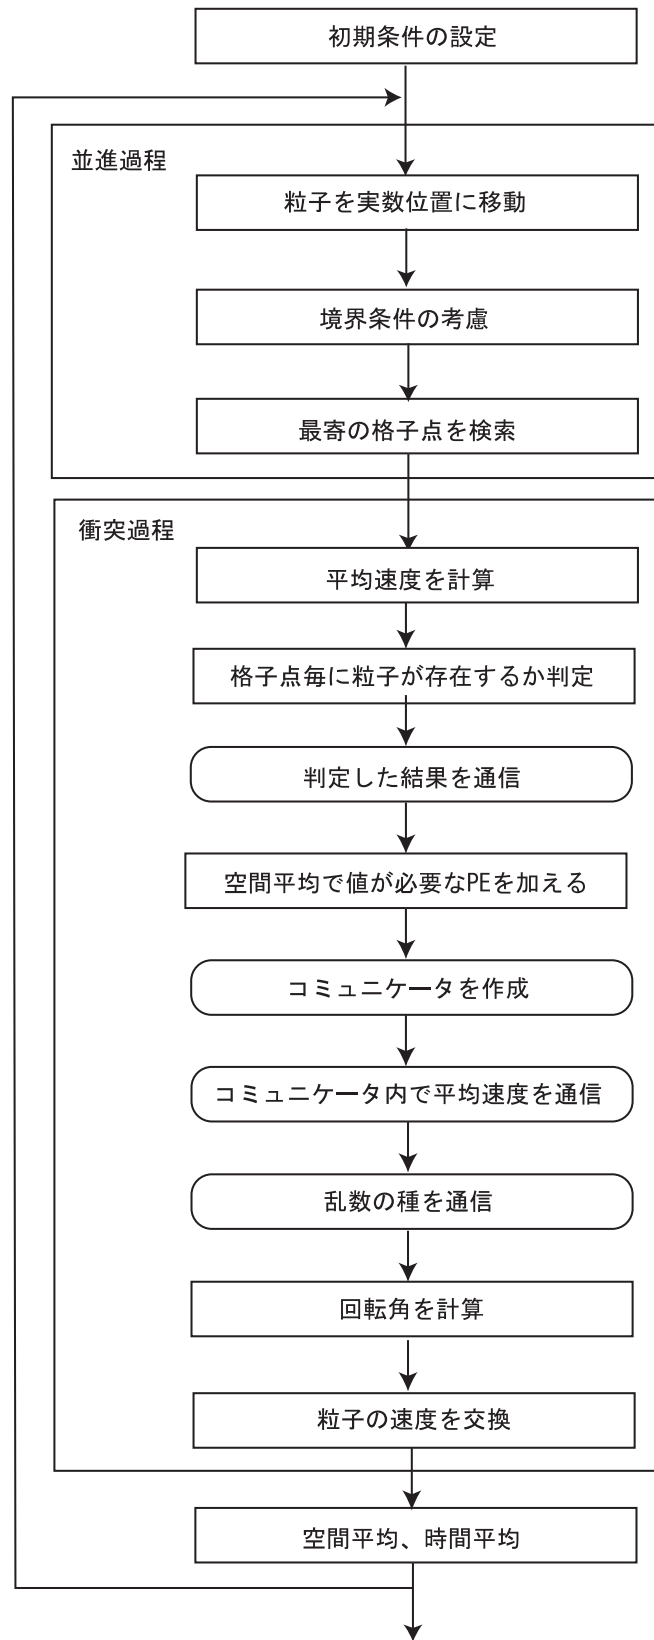 初期条件の設定
並進過程
粒子を実数位置に移動
境界条件の考慮
最寄の格子点を検索
衝突過程
平均速度を計算
格子点毎に粒子が存在するか判定
判定した結果を通信
空間平均で値が必要なPEを加える
コミュニケータを作成
コミュニケータ内で平均速度を通信
乱数の種を通信
回転角を計算
粒子の速度を交換
空間平均、時間平均